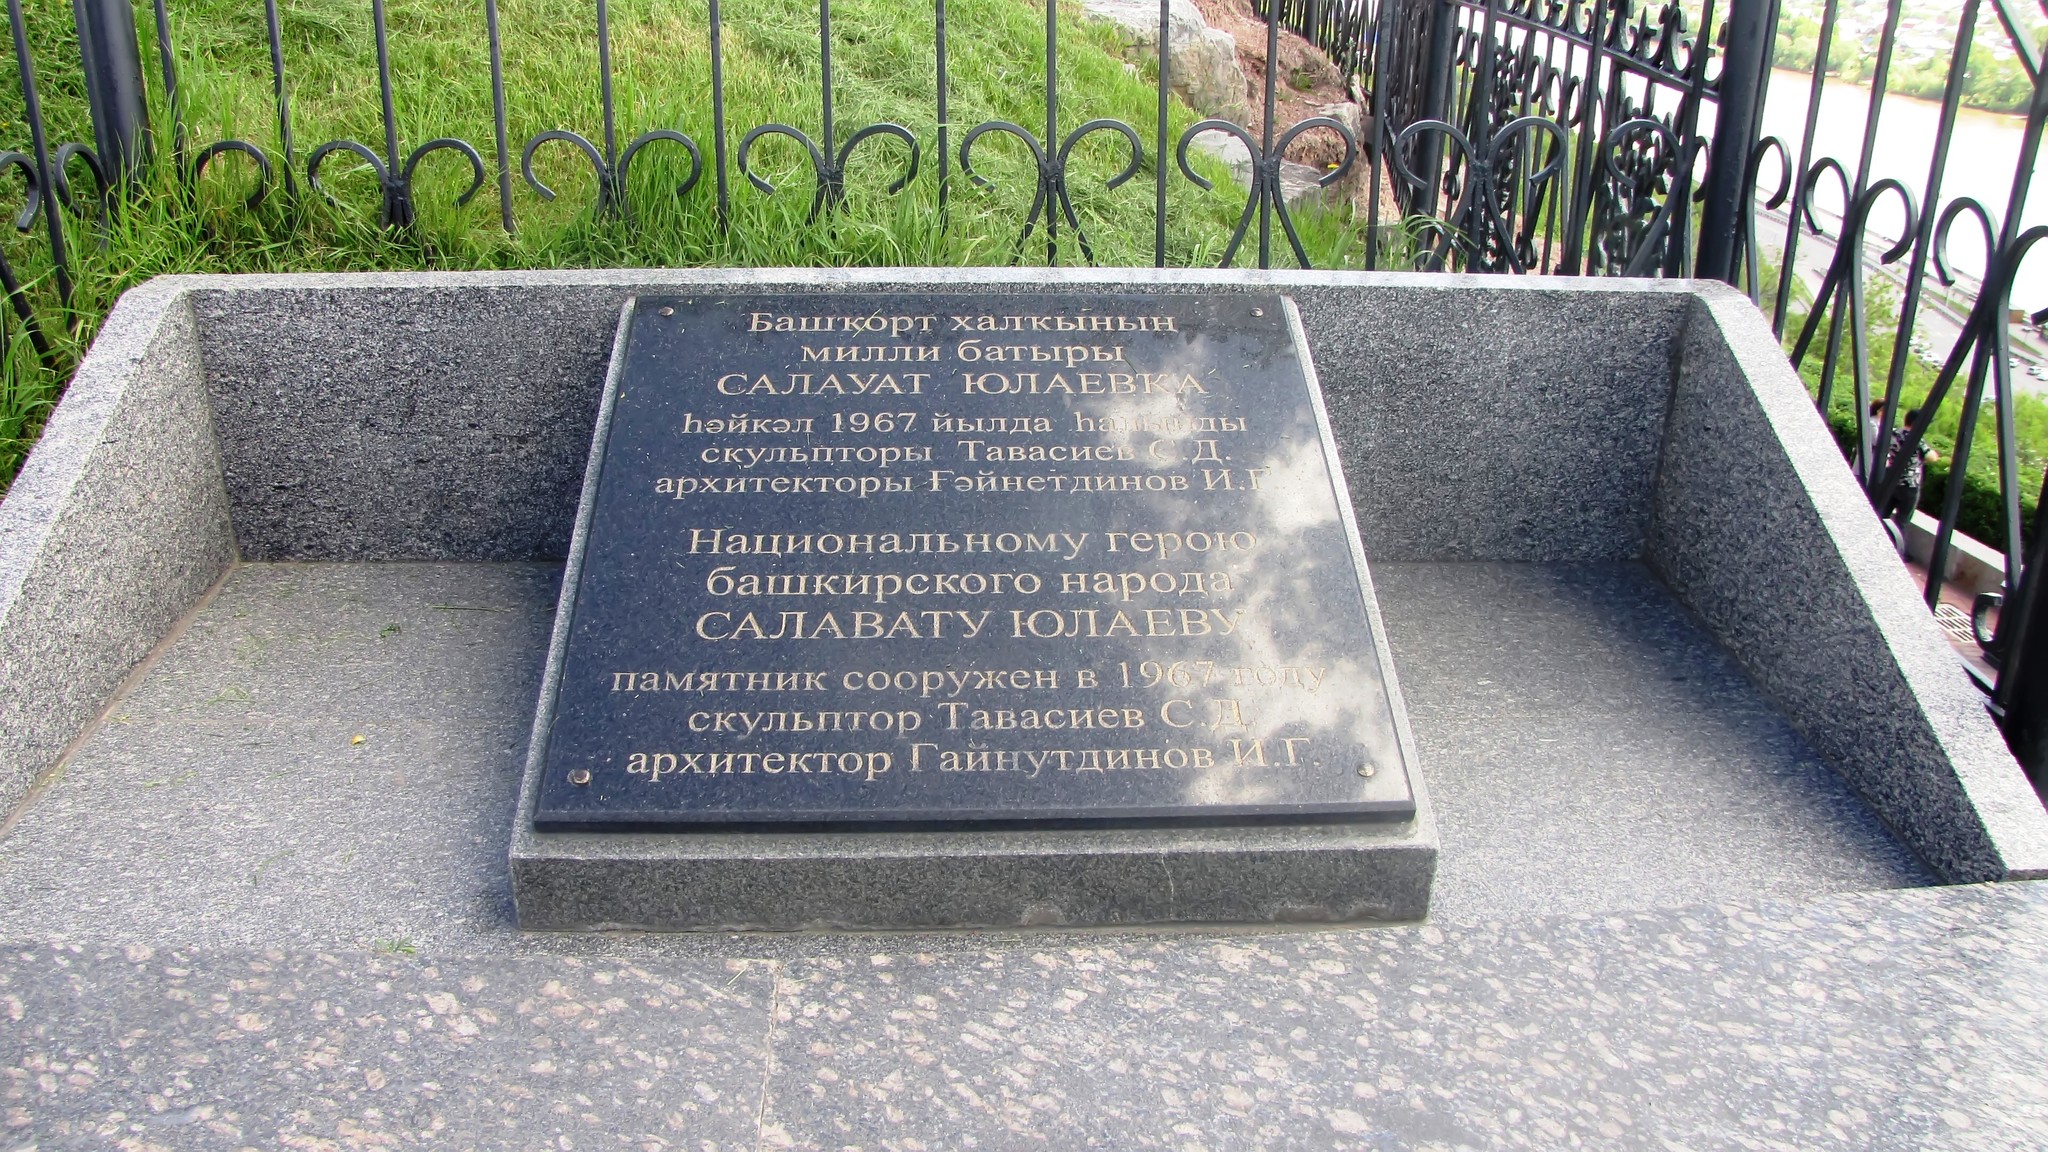 Башҡорт халҡының
милли батыры
САЛАУАТ ЮЛАЕВҠА
һәйкәл 1967 йылда һалынды
скульпторы Тавасиев С.Д.
архитекторы Ғәйнетдинов И.Г.
Национальному герою
башкирского народа
САЛАВАТУ ЮЛАЕВУ
памятник сооружен в 1967 году
скульптор Тавасиев С.Д
архитектор Гайнутдинов И.Г.